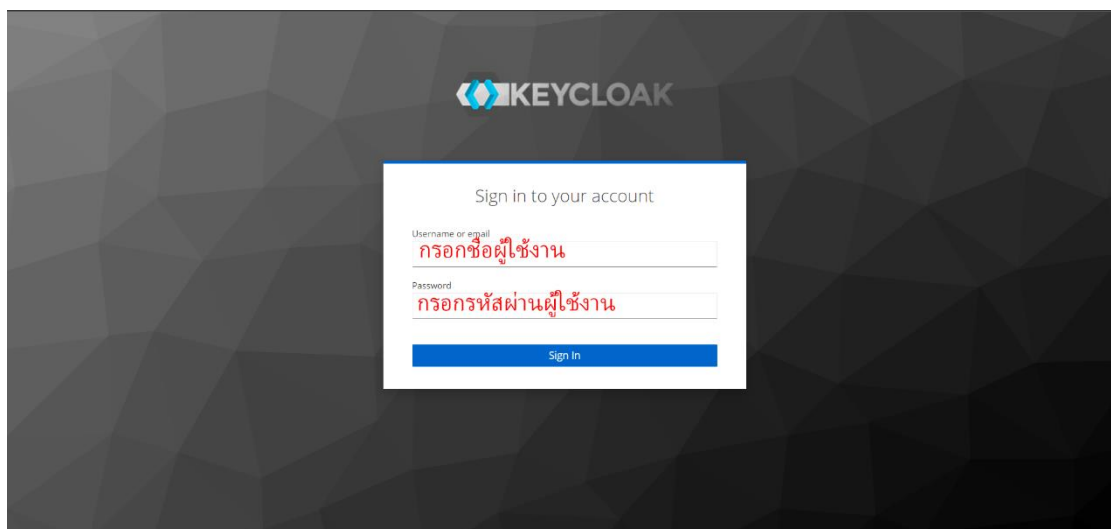 KEYCLOAK
Sign in to your account
Username or email
กรอกชื่อผู้ใช้งาน
Password
กรอกรหัสผ่านผู้ใช้งาน
Sign In